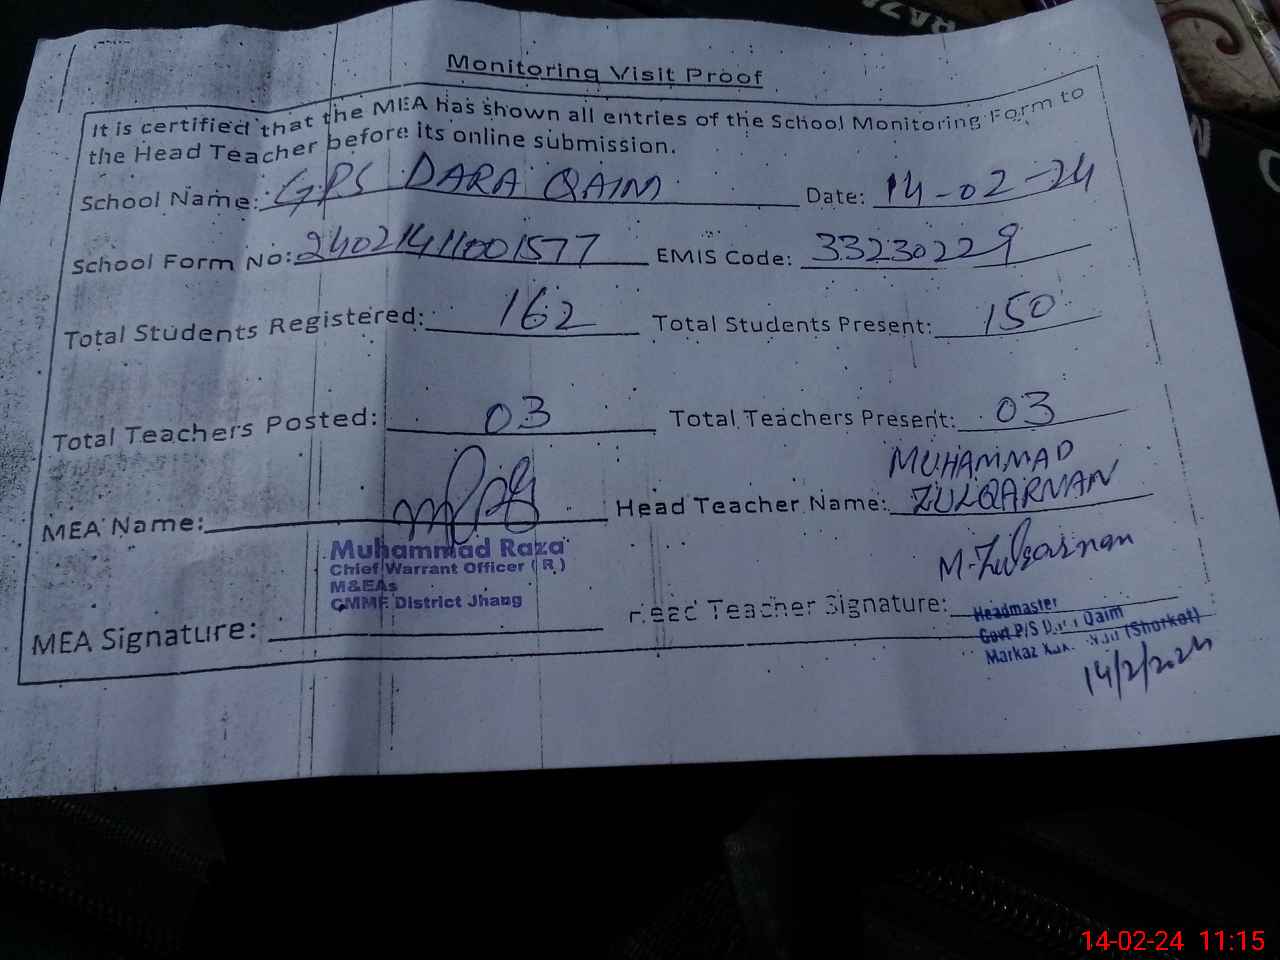 Monitoring Visit Proof
It is certified that the MEA has shown all entries of the School Monitoring Form to
the Head Teacher before its online submission.
School Name: GPS DARA QAIM Date: 14-02-24
School Form No: 24021411001577 EMIS Code: 33230229
Total Students Registered: 162 Total Students Present: 150
Total Teachers Posted: 03 Total Teachers Present: 03
MEA Name: Head Teacher Name: MUHAMMAD
ZULQARNAN
Muhammad Raza
Chief Warrant Officer (R)
M&EAs
CMMF District Jhang
M. Zulqarnan
MEA Signature: Head Teacher Signature:
Headmaster
Govt P/S Dara Qaim
Markaz (Shorkot)
14/2/2024
14-02-24 11:15